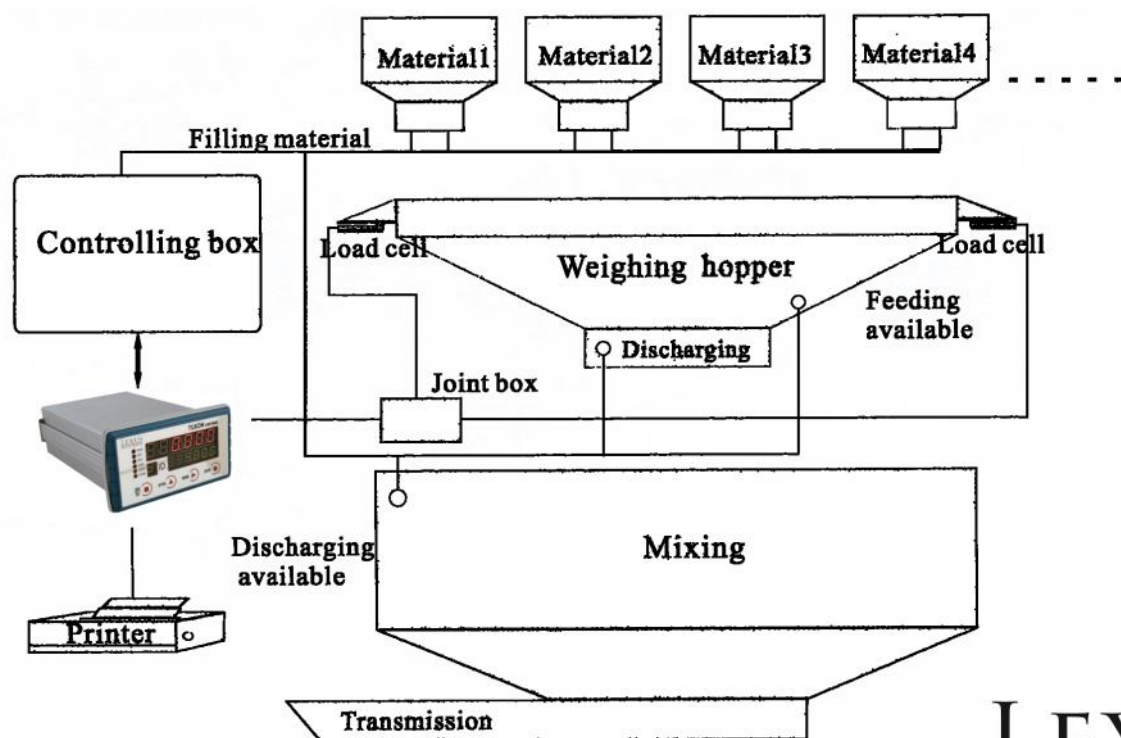 Material1
Material2
Material3
Material4
Filling material
Controlling box
Load cell
Load cell
Weighing hopper
Feeding
available
Discharging
Joint box
Discharging
available
Mixing
Printer
Transmission